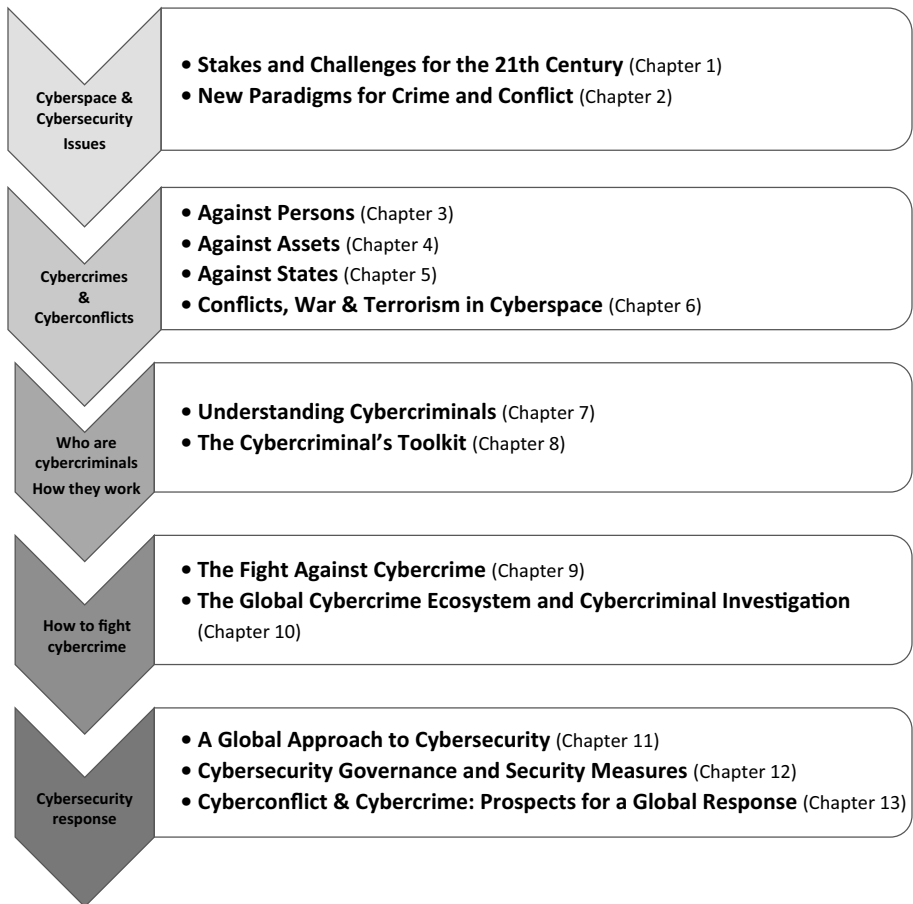 Cyberspace &
Cybersecurity
Issues
• Stakes and Challenges for the 21th Century (Chapter 1)
• New Paradigms for Crime and Conflict (Chapter 2)
Cybercrimes
&
Cyberconflicts
• Against Persons (Chapter 3)
• Against Assets (Chapter 4)
• Against States (Chapter 5)
• Conflicts, War & Terrorism in Cyberspace (Chapter 6)
Who are
cybercriminals
How they work
• Understanding Cybercriminals (Chapter 7)
• The Cybercriminal’s Toolkit (Chapter 8)
How to fight
cybercrime
• The Fight Against Cybercrime (Chapter 9)
• The Global Cybercrime Ecosystem and Cybercriminal Investigation
(Chapter 10)
Cybersecurity
response
• A Global Approach to Cybersecurity (Chapter 11)
• Cybersecurity Governance and Security Measures (Chapter 12)
• Cyberconflict & Cybercrime: Prospects for a Global Response (Chapter 13)